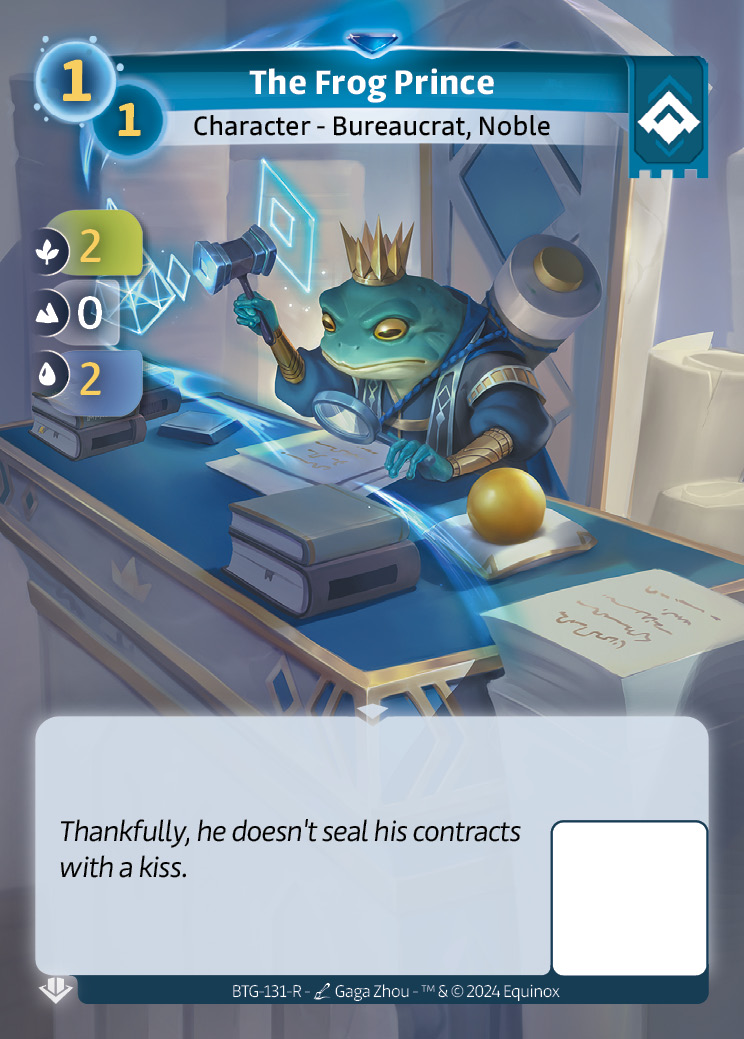 1
The Frog Prince
1
Character - Bureaucrat, Noble
2
0
2
Thankfully, he doesn't seal his contracts
with a kiss.
BTG-131-R - Gaga Zhou - ™ & © 2024 Equinox